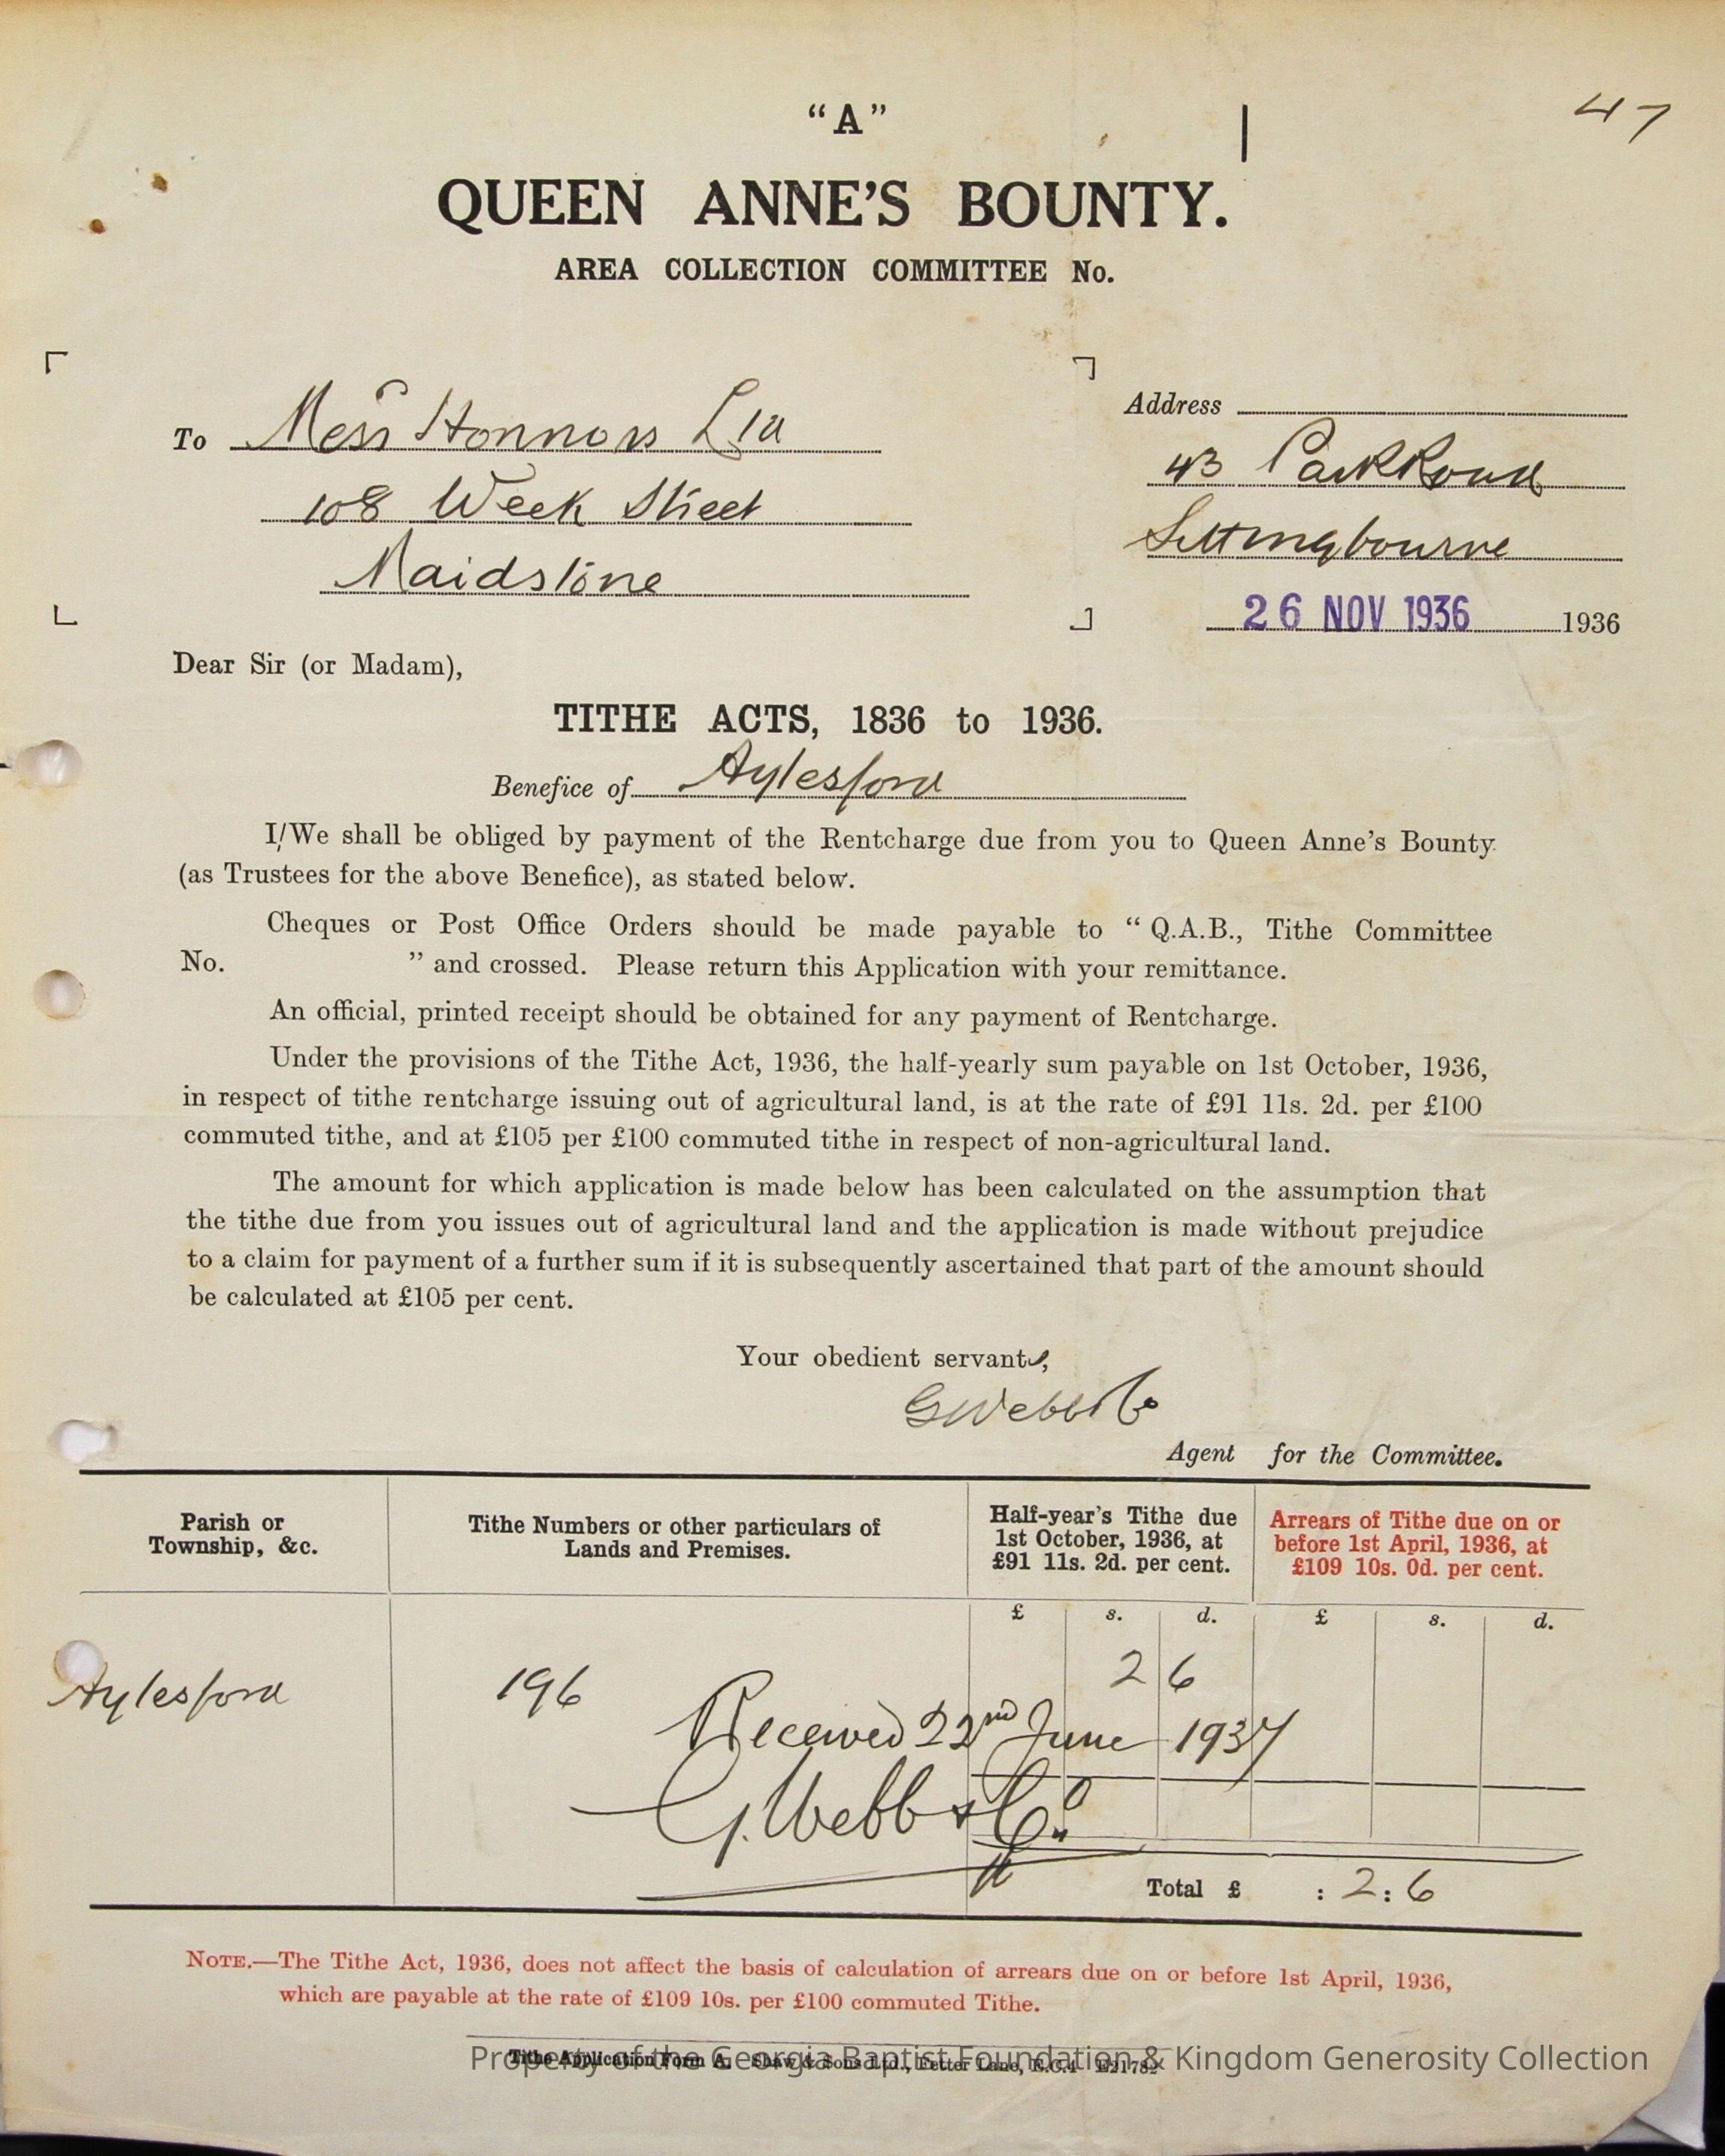 "A"
47
QUEEN ANNE'S BOUNTY.
AREA COLLECTION COMMITTEE No.
To Messrs Honnors Ltd
108 Week Street
Maidstone
Address
43 Park Road
Sittingbourne
26 NOV 1936 1936
Dear Sir (or Madam),
TITHE ACTS, 1836 to 1936.
Benefice of Aylesford
I/We shall be obliged by payment of the Rentcharge due from you to Queen Anne's Bounty
(as Trustees for the above Benefice), as stated below.
Cheques or Post Office Orders should be made payable to "Q.A.B., Tithe Committee
No. " and crossed. Please return this Application with your remittance.
An official, printed receipt should be obtained for any payment of Rentcharge.
Under the provisions of the Tithe Act, 1936, the half-yearly sum payable on 1st October, 1936,
in respect of tithe rentcharge issuing out of agricultural land, is at the rate of £91 11s. 2d. per £100
commuted tithe, and at £105 per £100 commuted tithe in respect of non-agricultural land.
The amount for which application is made below has been calculated on the assumption that
the tithe due from you issues out of agricultural land and the application is made without prejudice
to a claim for payment of a further sum if it is subsequently ascertained that part of the amount should
be calculated at £105 per cent.
Your obedient servants,
G Webb & Co
Agent for the Committee.
Parish or
Township, &c.
Tithe Numbers or other particulars of
Lands and Premises.
Half-year's Tithe due
1st October, 1936, at
£91 11s. 2d. per cent.
Arrears of Tithe due on or
before 1st April, 1936, at
£109 10s. 0d. per cent.
£ s. d. £ s. d.
Aylesford 196 2 6
Received 22nd June 1937
G. Webb & Co.
Total £ : 2 : 6
NOTE.—The Tithe Act, 1936, does not affect the basis of calculation of arrears due on or before 1st April, 1936,
which are payable at the rate of £109 10s. per £100 commuted Tithe.
Tithe Application Form A. Shaw & Sons Ltd., Fetter Lane, E.C.4
Property of the Georgia Baptist Foundation & Kingdom Generosity Collection